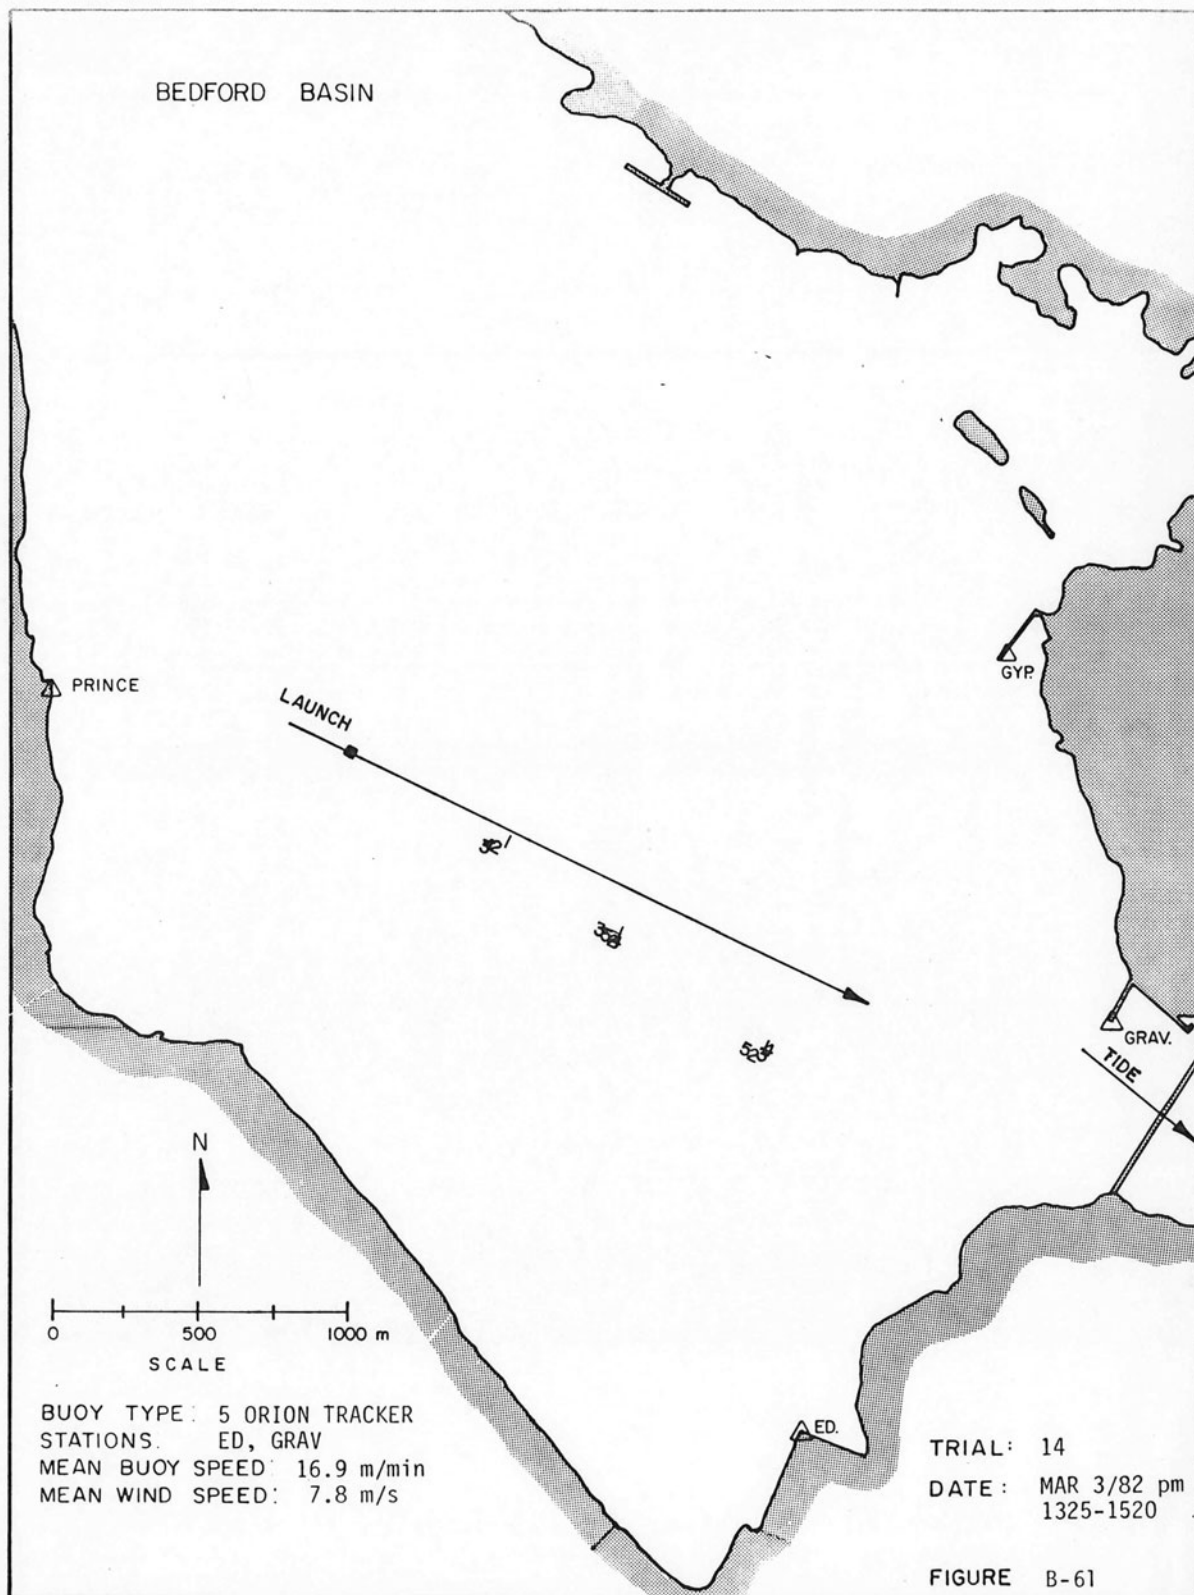 BEDFORD BASIN
PRINCE
LAUNCH
GYP.
GRAV.
TIDE
N
0 500 1000 m
SCALE
ED.
BUOY TYPE: 5 ORION TRACKER
STATIONS. ED, GRAV
MEAN BUOY SPEED: 16.9 m/min
MEAN WIND SPEED: 7.8 m/s
TRIAL: 14
DATE: MAR 3/82 pm
1325-1520
FIGURE B-61